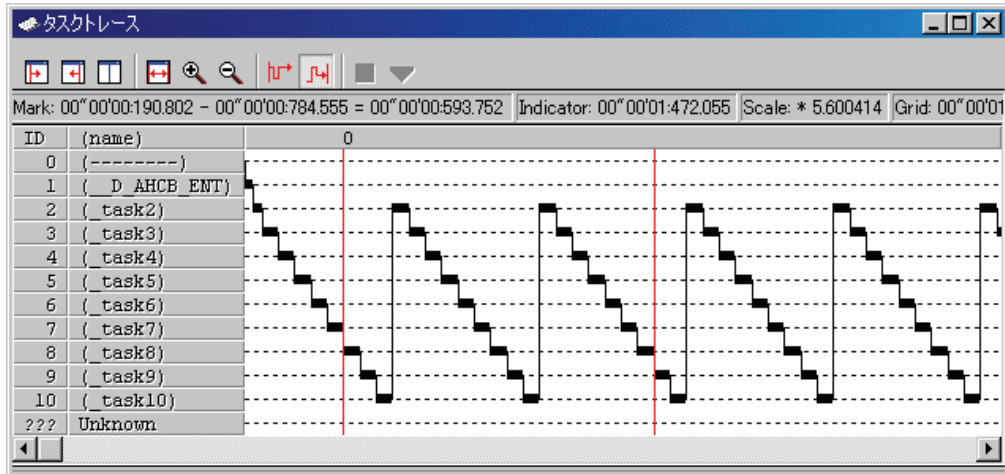 タスクトレース
Mark: 00"00'00:190.802 - 00"00'00:784.555 = 00"00'00:593.752 Indicator: 00"00'01:472.055 Scale: * 5.600414 Grid: 00"00'01
ID (name) 0
0 (--------)
1 (__D_AHCB_ENT)
2 (_task2)
3 (_task3)
4 (_task4)
5 (_task5)
6 (_task6)
7 (_task7)
8 (_task8)
9 (_task9)
10 (_task10)
??? Unknown